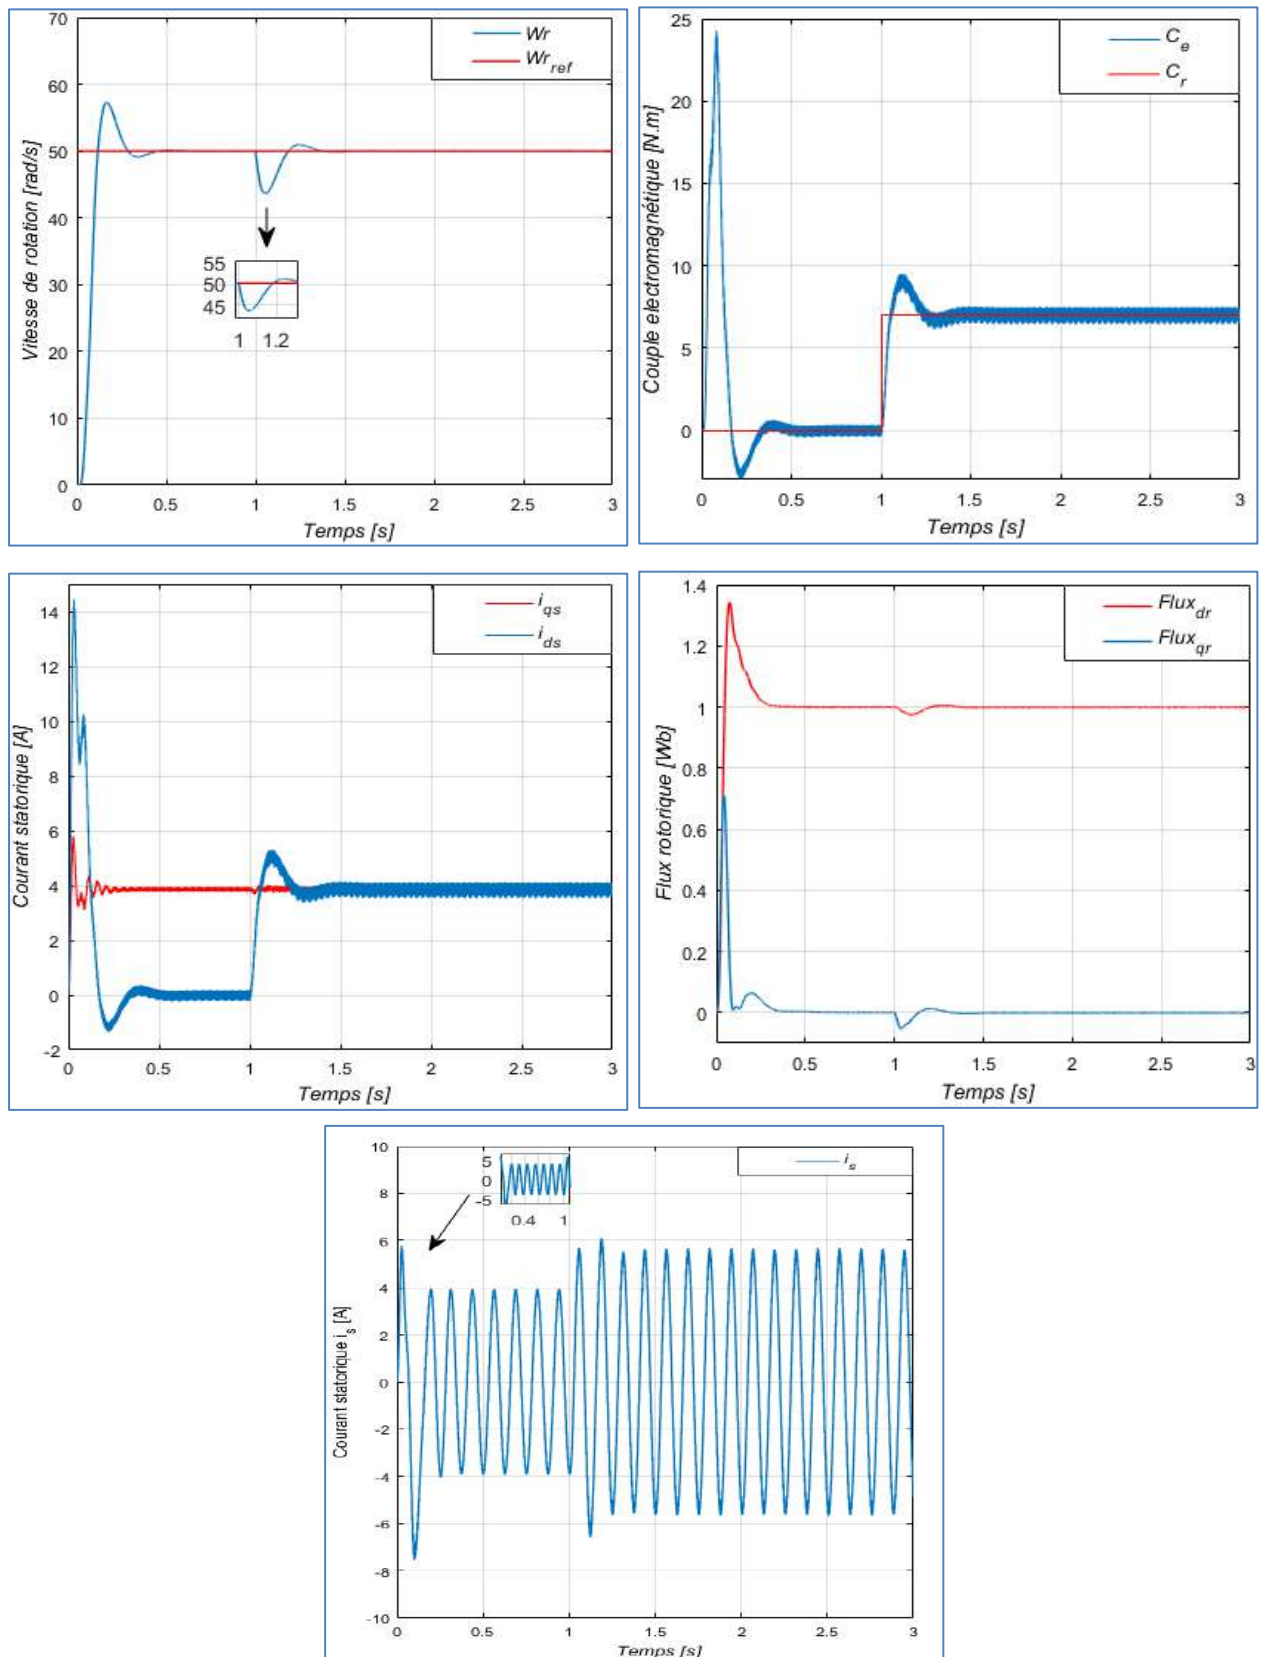 70
60
50
40
30
20
10
0
Vitesse de rotation [rad/s]
Wr
Wr_ref
55
50
45
1 1.2
0 0.5 1 1.5 2 2.5 3
Temps [s]
25
20
15
10
5
0
Couple electromagnétique [N.m]
C_e
C_r
0 0.5 1 1.5 2 2.5 3
Temps [s]
14
12
10
8
6
4
2
0
-2
Courant statorique [A]
i_qs
i_ds
0 0.5 1 1.5 2 2.5 3
Temps [s]
1.4
1.2
1
0.8
0.6
0.4
0.2
0
Flux rotorique [Wb]
Flux_dr
Flux_qr
0 0.5 1 1.5 2 2.5 3
Temps [s]
10
8
6
4
2
0
-2
-4
-6
-8
-10
Courant statorique i_s [A]
5
0
-5
0.4 1
i_s
0 0.5 1 1.5 2 2.5 3
Temps [s]